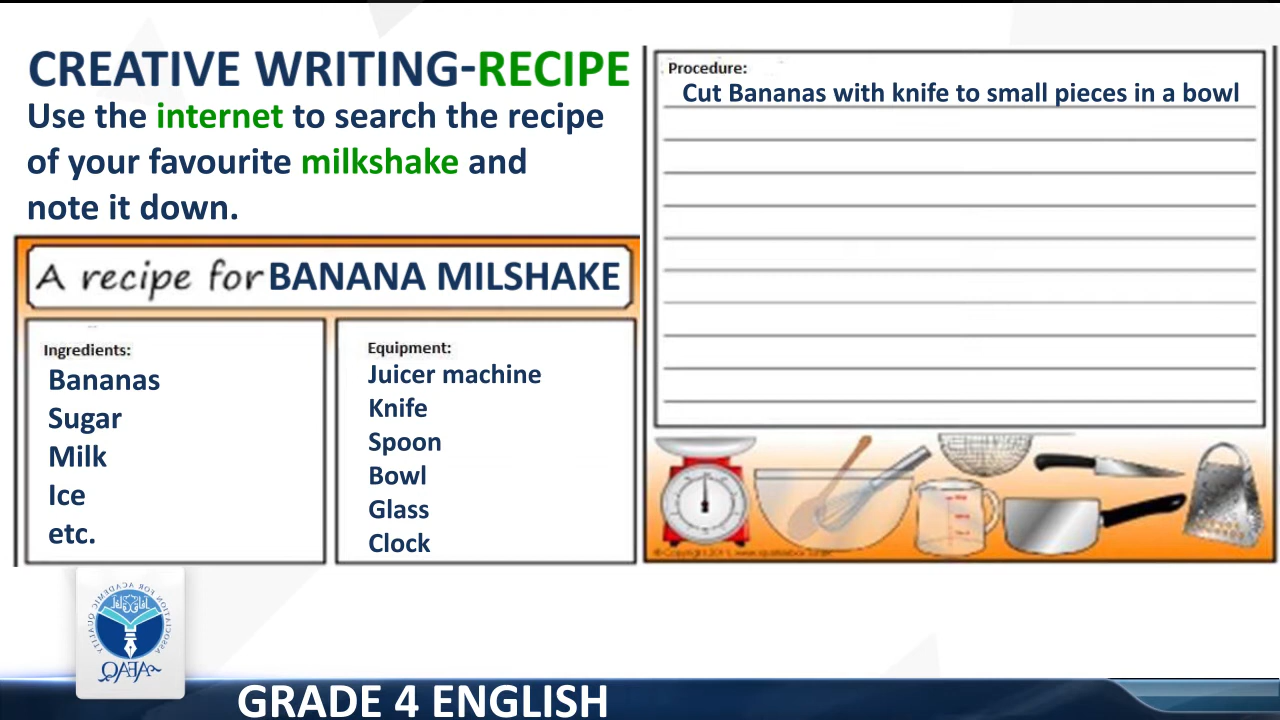 CREATIVE WRITING-RECIPE
Use the internet to search the recipe
of your favourite milkshake and
note it down.
A recipe for BANANA MILSHAKE
Ingredients:
Bananas
Sugar
Milk
Ice
etc.
Equipment:
Juicer machine
Knife
Spoon
Bowl
Glass
Clock
Procedure:
Cut Bananas with knife to small pieces in a bowl
QAFA
GRADE 4 ENGLISH